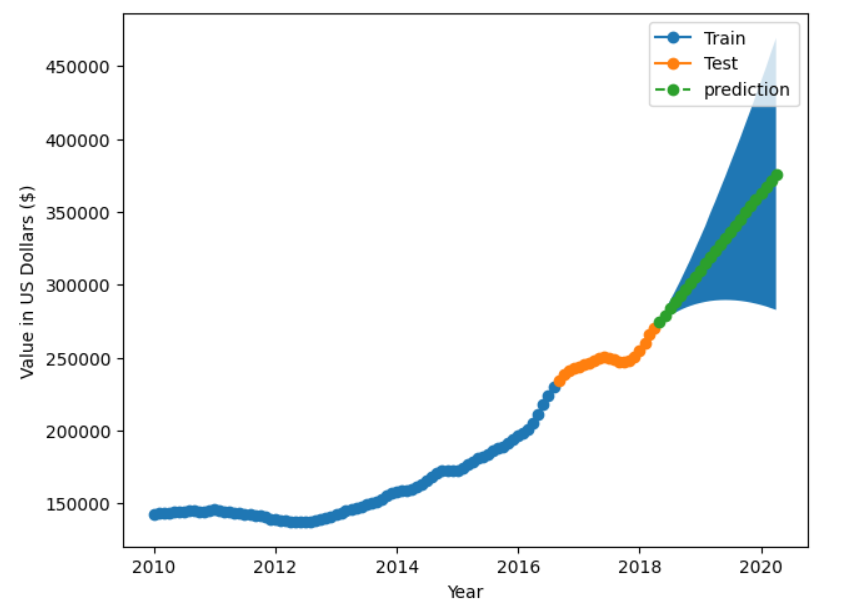 Train
Test
prediction
450000
400000
350000
300000
250000
200000
150000
Value in US Dollars ($)
2010 2012 2014 2016 2018 2020
Year